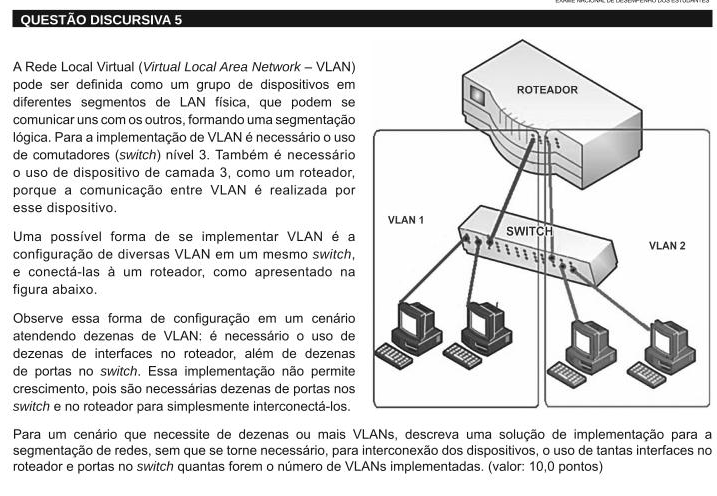 EXAME NACIONAL DE DESEMPENHO DOS ESTUDANTES
QUESTÃO DISCURSIVA 5
A Rede Local Virtual (Virtual Local Area Network – VLAN)
pode ser definida como um grupo de dispositivos em
diferentes segmentos de LAN física, que podem se
comunicar uns com os outros, formando uma segmentação
lógica. Para a implementação de VLAN é necessário o uso
de comutadores (switch) nível 3. Também é necessário
o uso de dispositivo de camada 3, como um roteador,
porque a comunicação entre VLAN é realizada por
esse dispositivo.
Uma possível forma de se implementar VLAN é a
configuração de diversas VLAN em um mesmo switch,
e conectá-las à um roteador, como apresentado na
figura abaixo.
Observe essa forma de configuração em um cenário
atendendo dezenas de VLAN: é necessário o uso de
dezenas de interfaces no roteador, além de dezenas
de portas no switch. Essa implementação não permite
crescimento, pois são necessárias dezenas de portas nos
switch e no roteador para simplesmente interconectá-los.
ROTEADOR
VLAN 1
SWITCH
VLAN 2
Para um cenário que necessite de dezenas ou mais VLANs, descreva uma solução de implementação para a
segmentação de redes, sem que se torne necessário, para interconexão dos dispositivos, o uso de tantas interfaces no
roteador e portas no switch quantas forem o número de VLANs implementadas. (valor: 10,0 pontos)